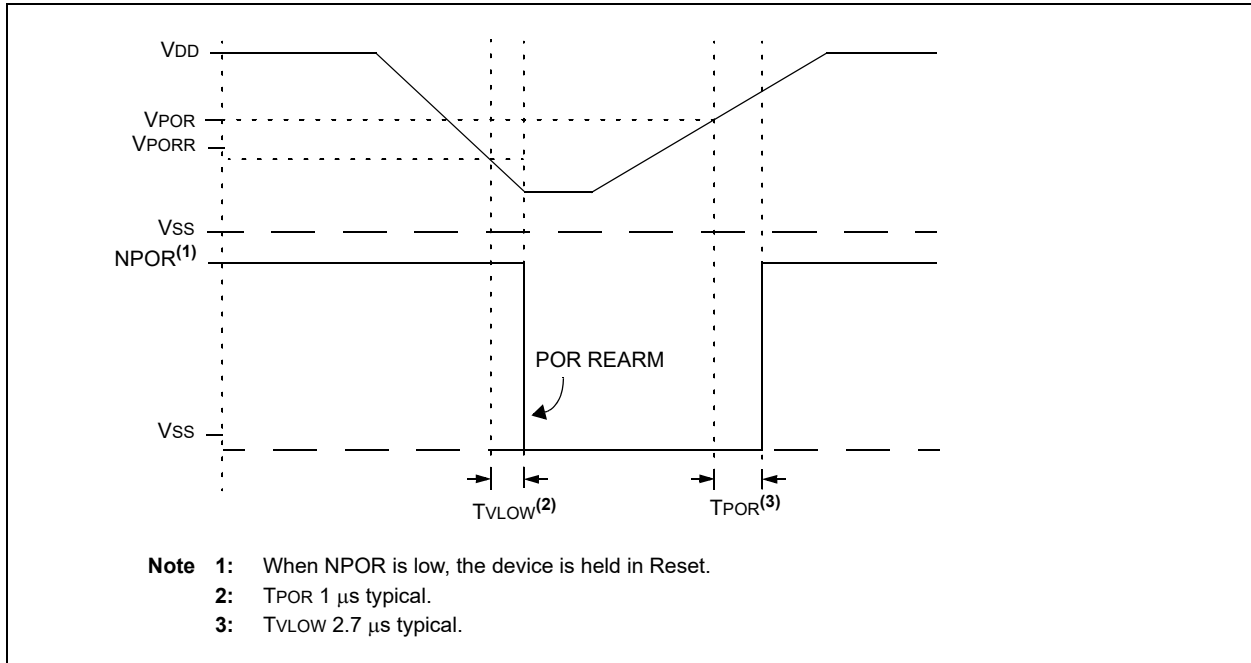 VDD
VPOR
VPORR
VSS
NPOR(1)
POR REARM
VSS
TVLOW(2)
TPOR(3)
Note 1: When NPOR is low, the device is held in Reset.
2: TPOR 1 μs typical.
3: TVLOW 2.7 μs typical.